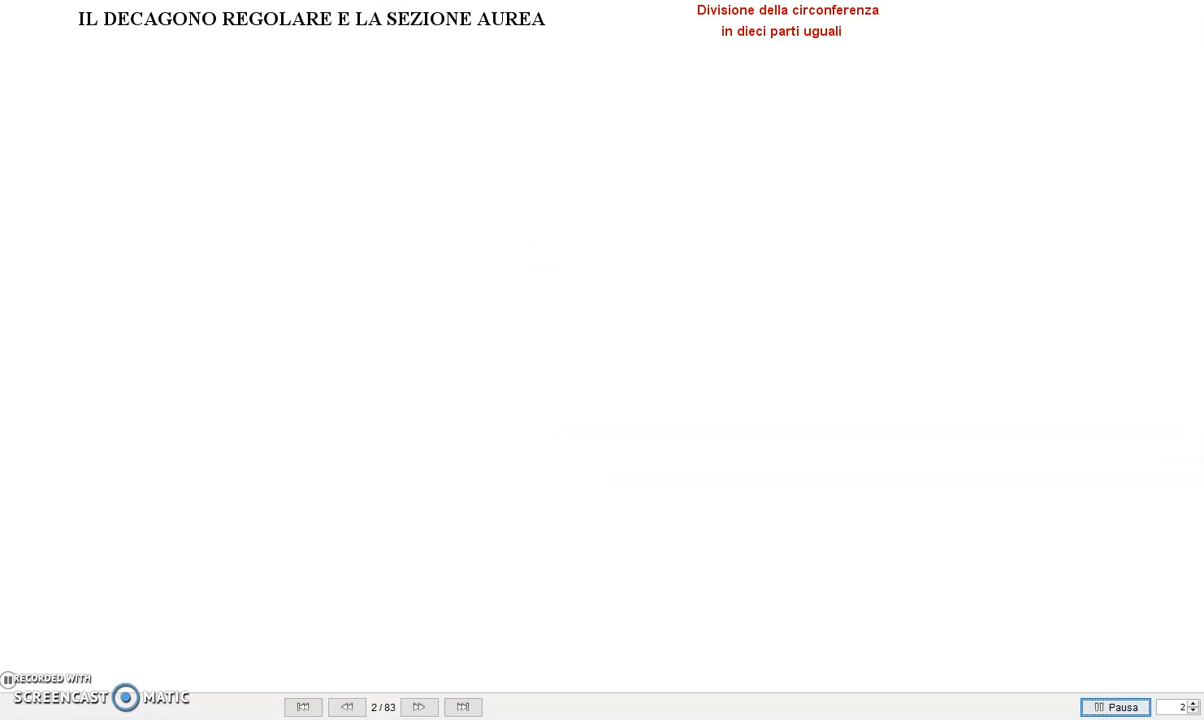 IL DECAGONO REGOLARE E LA SEZIONE AUREA
Divisione della circonferenza
in dieci parti uguali
RECORDED WITH
SCREENCAST MATIC
2 / 83
Pausa
2